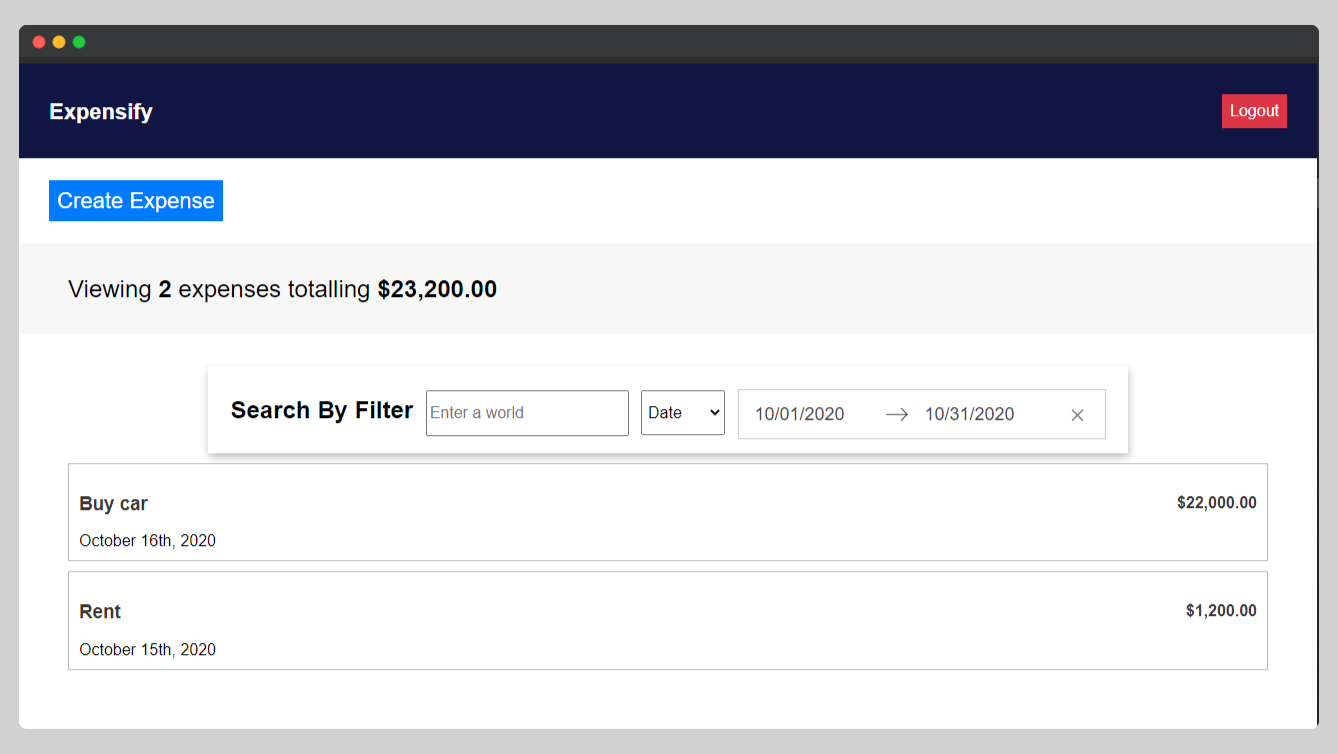 Expensify
Logout
Create Expense
Viewing 2 expenses totalling $23,200.00
Search By Filter
Enter a world
Date
10/01/2020
10/31/2020
Buy car
$22,000.00
October 16th, 2020
Rent
$1,200.00
October 15th, 2020